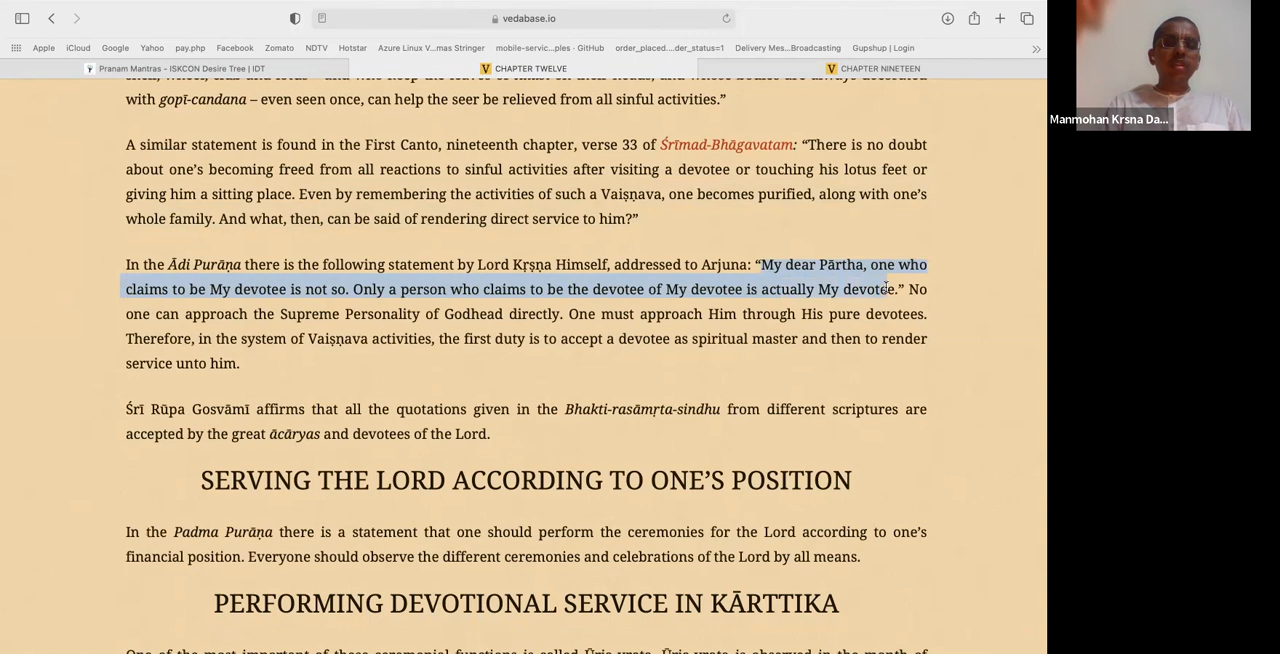 vedabase.io
Apple iCloud Google Yahoo pay.php Facebook Zomato NDTV Hotstar Azure Linux V...mas Stringer mobile-servic...ples · GitHub order_placed....der_status=1 Delivery Mes...Broadcasting Gupshup | Login
Pranam Mantras - ISKCON Desire Tree | IDT CHAPTER TWELVE CHAPTER NINETEEN
with gopī-candana – even seen once, can help the seer be relieved from all sinful activities.”
A similar statement is found in the First Canto, nineteenth chapter, verse 33 of Śrīmad-Bhāgavatam: “There is no doubt
about one’s becoming freed from all reactions to sinful activities after visiting a devotee or touching his lotus feet or
giving him a sitting place. Even by remembering the activities of such a Vaiṣṇava, one becomes purified, along with one’s
whole family. And what, then, can be said of rendering direct service to him?”
In the Ādi Purāṇa there is the following statement by Lord Kṛṣṇa Himself, addressed to Arjuna: “My dear Pārtha, one who
claims to be My devotee is not so. Only a person who claims to be the devotee of My devotee is actually My devotee.” No
one can approach the Supreme Personality of Godhead directly. One must approach Him through His pure devotees.
Therefore, in the system of Vaiṣṇava activities, the first duty is to accept a devotee as spiritual master and then to render
service unto him.
Śrī Rūpa Gosvāmī affirms that all the quotations given in the Bhakti-rasāmṛta-sindhu from different scriptures are
accepted by the great ācāryas and devotees of the Lord.
SERVING THE LORD ACCORDING TO ONE’S POSITION
In the Padma Purāṇa there is a statement that one should perform the ceremonies for the Lord according to one’s
financial position. Everyone should observe the different ceremonies and celebrations of the Lord by all means.
PERFORMING DEVOTIONAL SERVICE IN KĀRTTIKA
Manmohan Krsna Da...